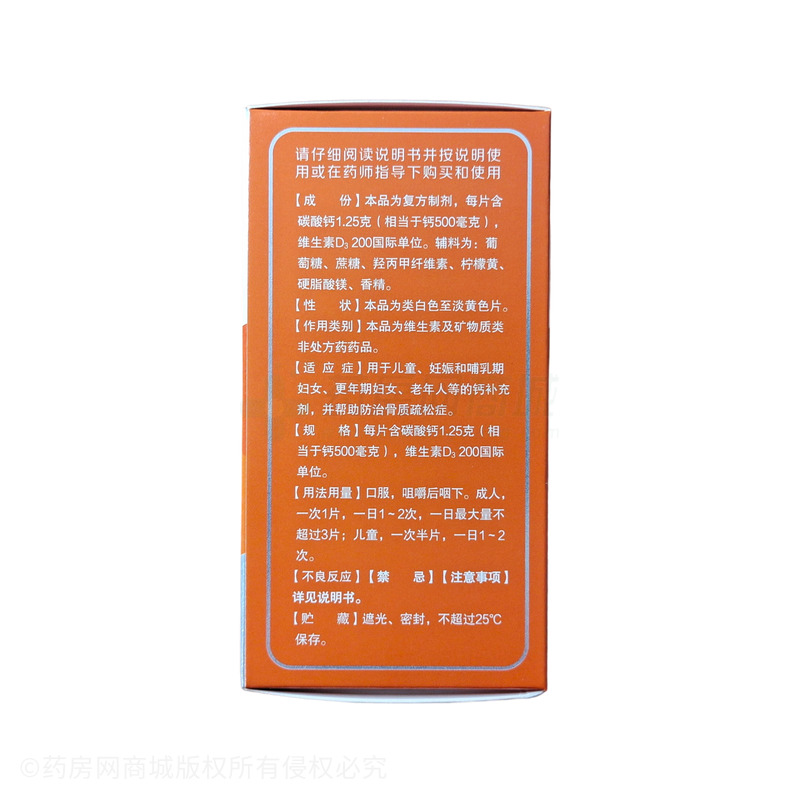 请仔细阅读说明书并按说明使
用或在药师指导下购买和使用
【成 份】本品为复方制剂，每片含
碳酸钙1.25克（相当于钙500毫克），
维生素D₃ 200国际单位。辅料为：葡
萄糖、蔗糖、羟丙甲纤维素、柠檬黄、
硬脂酸镁、香精。
【性 状】本品为类白色至淡黄色片。
【作用类别】本品为维生素及矿物质类
非处方药药品。
【适 应 症】用于儿童、妊娠和哺乳期
妇女、更年期妇女、老年人等的钙补充
剂，并帮助防治骨质疏松症。
【规 格】每片含碳酸钙1.25克（相
当于钙500毫克），维生素D₃ 200国际
单位。
【用法用量】口服，咀嚼后咽下。成人，
一次1片，一日1~2次，一日最大量不
超过3片；儿童，一次半片，一日1~2
次。
【不良反应】【禁 忌】【注意事项】
详见说明书。
【贮 藏】遮光、密封，不超过25℃
保存。
©药房网商城版权所有侵权必究